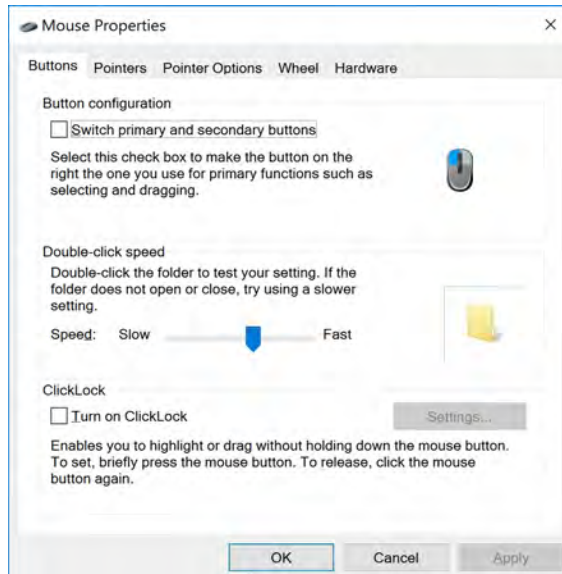 Mouse Properties
Buttons Pointers Pointer Options Wheel Hardware
Button configuration
Switch primary and secondary buttons
Select this check box to make the button on the
right the one you use for primary functions such as
selecting and dragging.
Double-click speed
Double-click the folder to test your setting. If the
folder does not open or close, try using a slower
setting.
Speed: Slow Fast
ClickLock
Turn on ClickLock Settings...
Enables you to highlight or drag without holding down the mouse button.
To set, briefly press the mouse button. To release, click the mouse
button again.
OK Cancel Apply